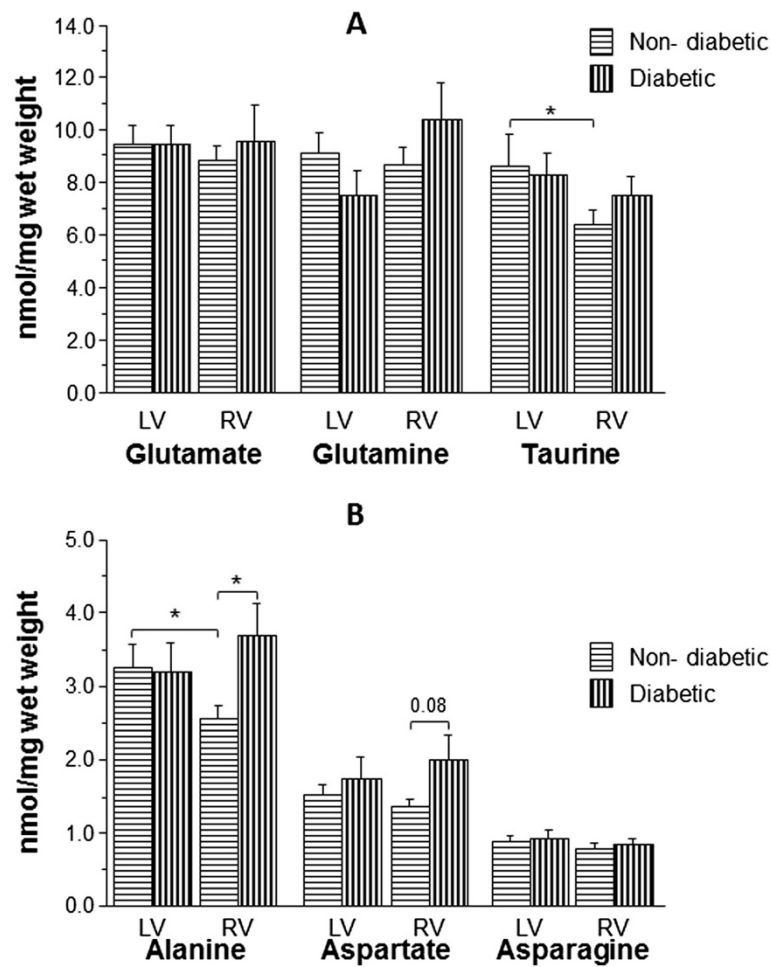 A
nmol/mg wet weight
14.0
12.0
10.0
8.0
6.0
4.0
2.0
0.0
Non- diabetic
Diabetic
*
LV RV LV RV LV RV
Glutamate Glutamine Taurine
B
nmol/mg wet weight
5.0
4.0
3.0
2.0
1.0
0.0
Non- diabetic
Diabetic
*
*
0.08
LV RV LV RV LV RV
Alanine Aspartate Asparagine